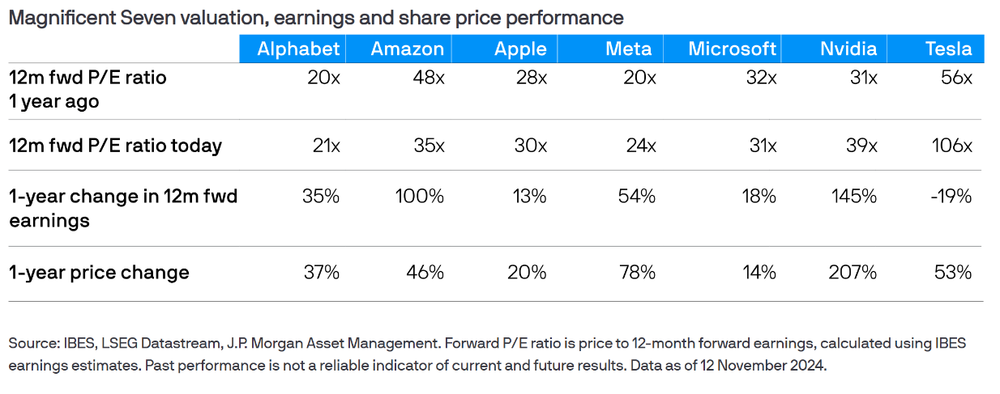 Magnificent Seven valuation, earnings and share price performance
Alphabet Amazon Apple Meta Microsoft Nvidia Tesla
12m fwd P/E ratio
1 year ago 20x 48x 28x 20x 32x 31x 56x
12m fwd P/E ratio today 21x 35x 30x 24x 31x 39x 106x
1-year change in 12m fwd
earnings 35% 100% 13% 54% 18% 145% -19%
1-year price change 37% 46% 20% 78% 14% 207% 53%
Source: IBES, LSEG Datastream, J.P. Morgan Asset Management. Forward P/E ratio is price to 12-month forward earnings, calculated using IBES
earnings estimates. Past performance is not a reliable indicator of current and future results. Data as of 12 November 2024.